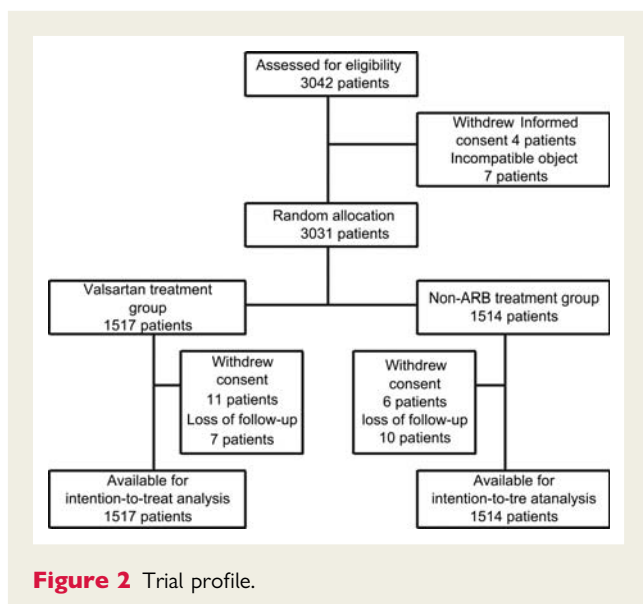 Assessed for eligibility
3042 patients
Withdrew Informed
consent 4 patients
Incompatible object
7 patients
Random allocation
3031 patients
Valsartan treatment
group
1517 patients
Non-ARB treatment group
1514 patients
Withdrew
consent
11 patients
Loss of follow-up
7 patients
Withdrew
consent
6 patients
loss of follow-up
10 patients
Available for
intention-to-treat analysis
1517 patients
Available for
intention-to-tre atanalysis
1514 patients
Figure 2 Trial profile.